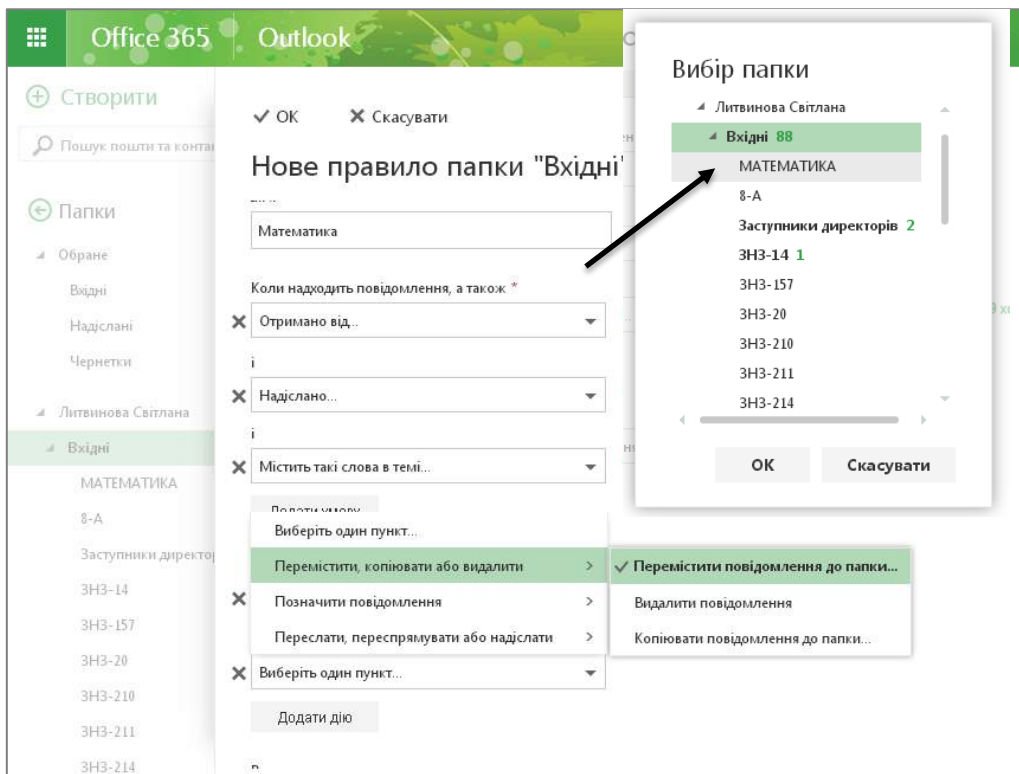 Office 365
Outlook
Створити
Пошук пошти та конта
Папки
Обране
Вхідні
Надіслані
Чернетки
Литвинова Світлана
Вхідні
МАТЕМАТИКА
8-А
Заступники директор
ЗНЗ-14
ЗНЗ-157
ЗНЗ-20
ЗНЗ-210
ЗНЗ-211
ЗНЗ-214
ОК
Скасувати
Нове правило папки "Вхідні"
Математика
Коли надходить повідомлення, а також *
Отримано від...
і
Надіслано...
і
Містить такі слова в темі...
Додати умову
Виберіть один пункт...
Перемістити, копіювати або видалити
Позначити повідомлення
Переслати, переспрямувати або надіслати
Виберіть один пункт...
Додати дію
Перемістити повідомлення до папки...
Видалити повідомлення
Копіювати повідомлення до папки...
Вибір папки
Литвинова Світлана
Вхідні 88
МАТЕМАТИКА
8-А
Заступники директорів 2
ЗНЗ-14 1
ЗНЗ-157
ЗНЗ-20
ЗНЗ-210
ЗНЗ-211
ЗНЗ-214
ОК
Скасувати